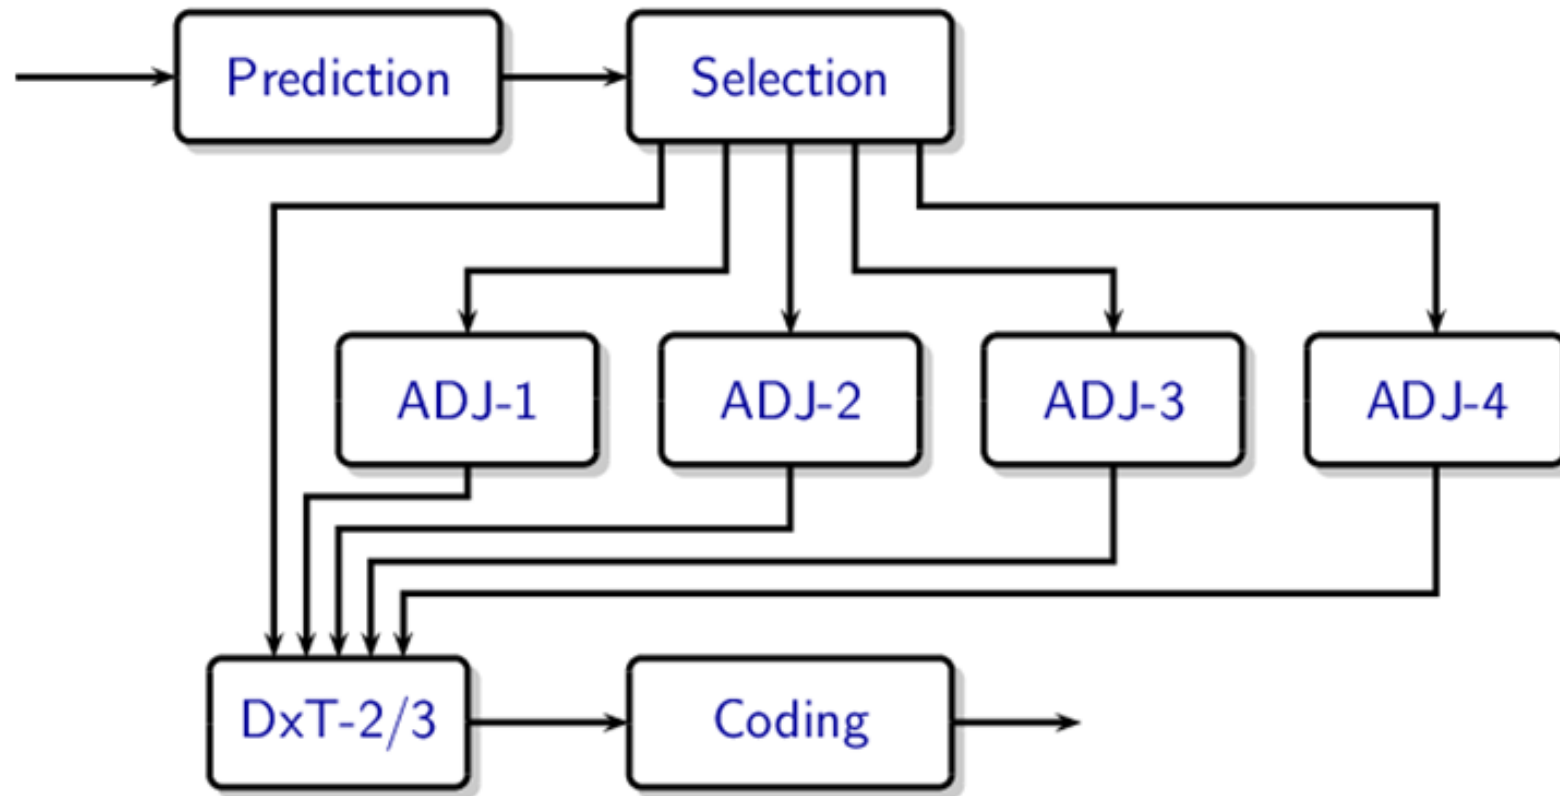 Prediction
Selection
ADJ-1
ADJ-2
ADJ-3
ADJ-4
DxT-2/3
Coding